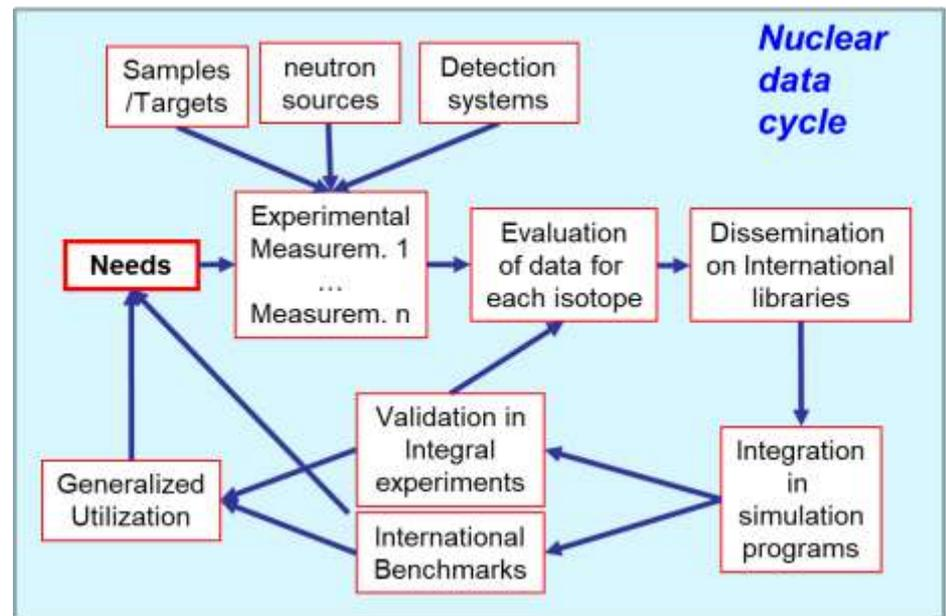 Nuclear
data
cycle
Samples
/Targets
neutron
sources
Detection
systems
Needs
Experimental
Measurem. 1
...
Measurem. n
Evaluation
of data for
each isotope
Dissemination
on International
libraries
Generalized
Utilization
Validation in
Integral
experiments
International
Benchmarks
Integration
in
simulation
programs